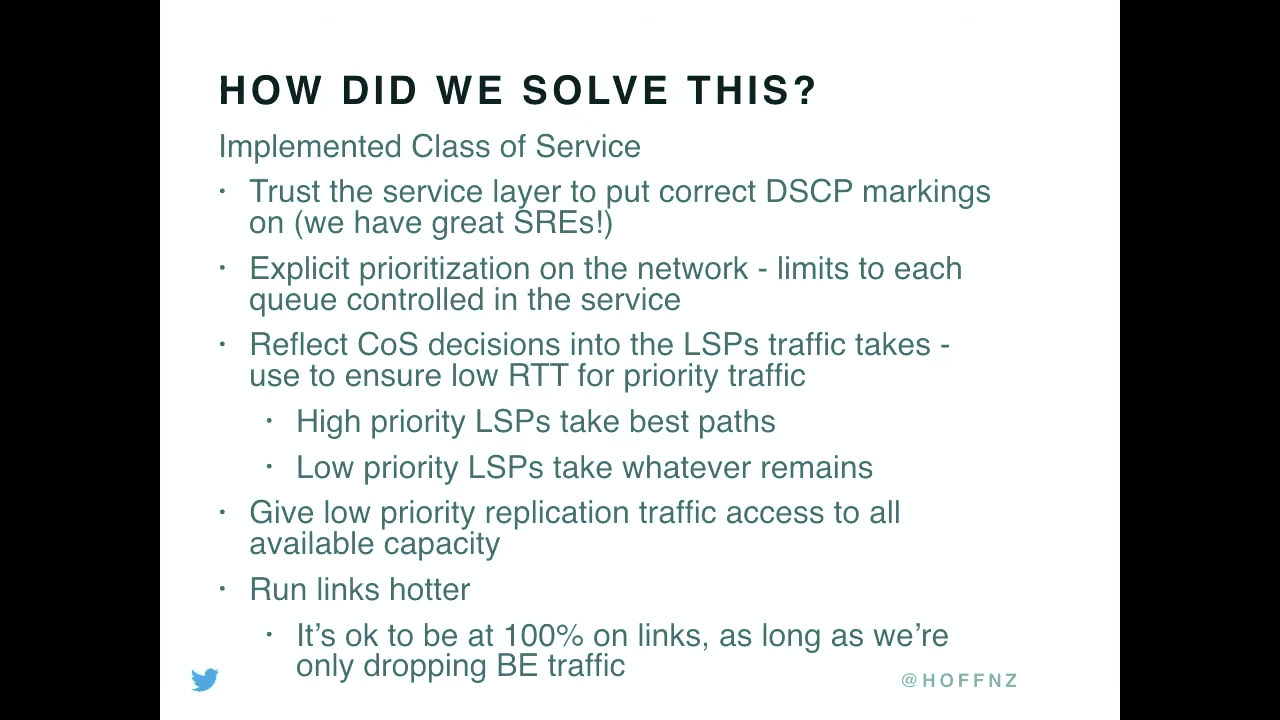 HOW DID WE SOLVE THIS?
Implemented Class of Service
· Trust the service layer to put correct DSCP markings
on (we have great SREs!)
· Explicit prioritization on the network - limits to each
queue controlled in the service
· Reflect CoS decisions into the LSPs traffic takes -
use to ensure low RTT for priority traffic
· High priority LSPs take best paths
· Low priority LSPs take whatever remains
· Give low priority replication traffic access to all
available capacity
· Run links hotter
· It’s ok to be at 100% on links, as long as we’re
only dropping BE traffic
@HOFFNZ